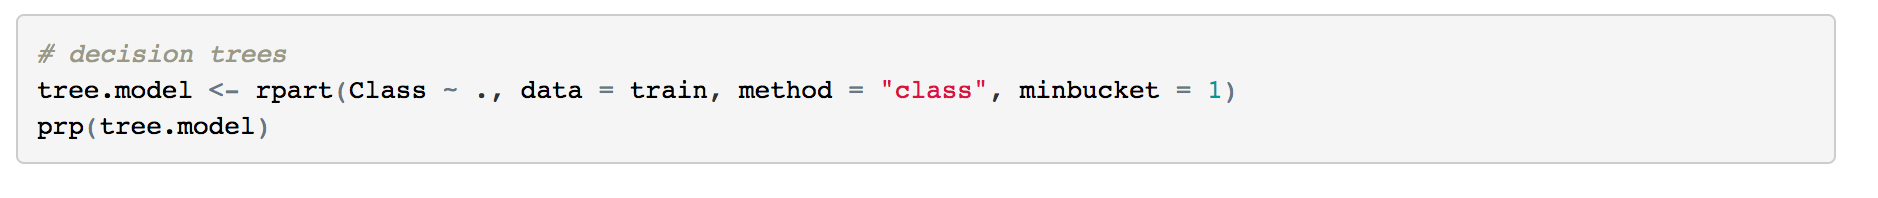 # decision trees
tree.model <- rpart(Class ~ ., data = train, method = "class", minbucket = 1)
prp(tree.model)